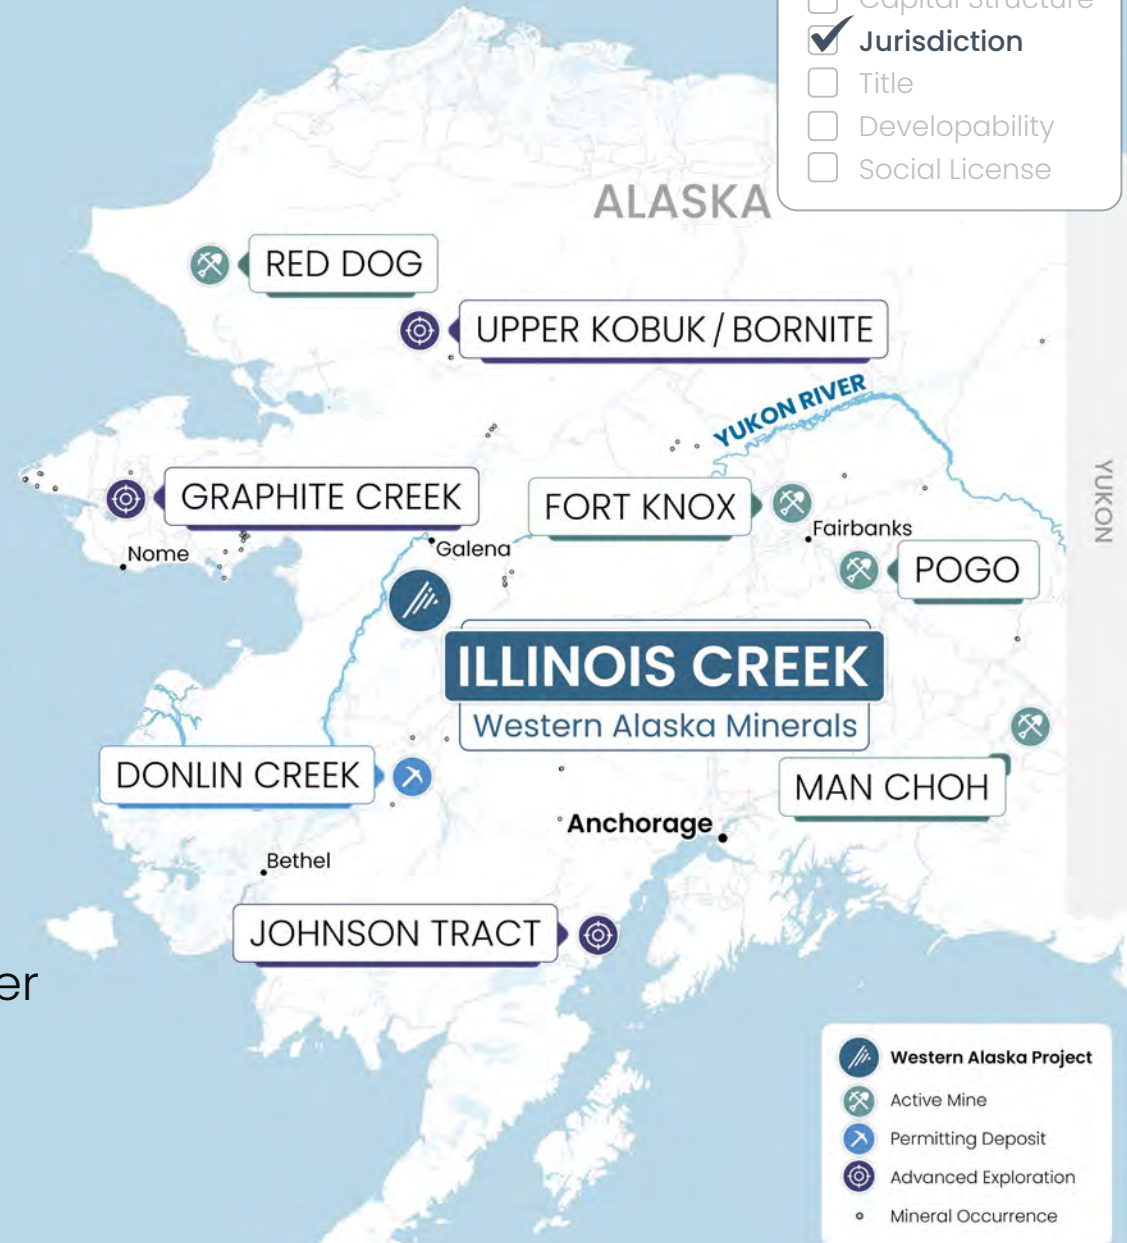 Capital Structure
Jurisdiction
Title
Developability
Social License
ALASKA
RED DOG
UPPER KOBUK / BORNITE
YUKON RIVER
YUKON
GRAPHITE CREEK
FORT KNOX
Fairbanks
Nome
Galena
POGO
ILLINOIS CREEK
Western Alaska Minerals
DONLIN CREEK
MAN CHOH
Anchorage
Bethel
JOHNSON TRACT
er
Western Alaska Project
Active Mine
Permitting Deposit
Advanced Exploration
Mineral Occurrence